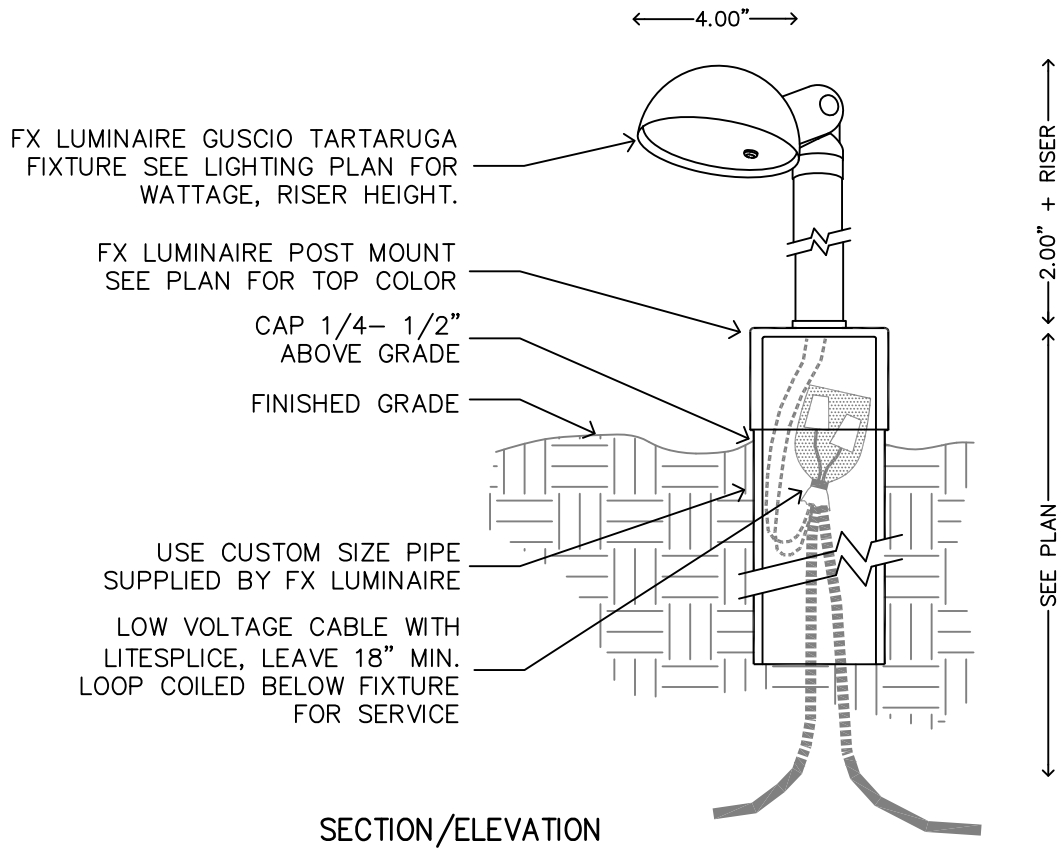 4.00”
FX LUMINAIRE GUSCIO TARTARUGA
FIXTURE SEE LIGHTING PLAN FOR
WATTAGE, RISER HEIGHT.
2.00” + RISER
FX LUMINAIRE POST MOUNT
SEE PLAN FOR TOP COLOR
CAP 1/4– 1/2”
ABOVE GRADE
FINISHED GRADE
SEE PLAN
USE CUSTOM SIZE PIPE
SUPPLIED BY FX LUMINAIRE
LOW VOLTAGE CABLE WITH
LITESPLICE, LEAVE 18” MIN.
LOOP COILED BELOW FIXTURE
FOR SERVICE
SECTION/ELEVATION